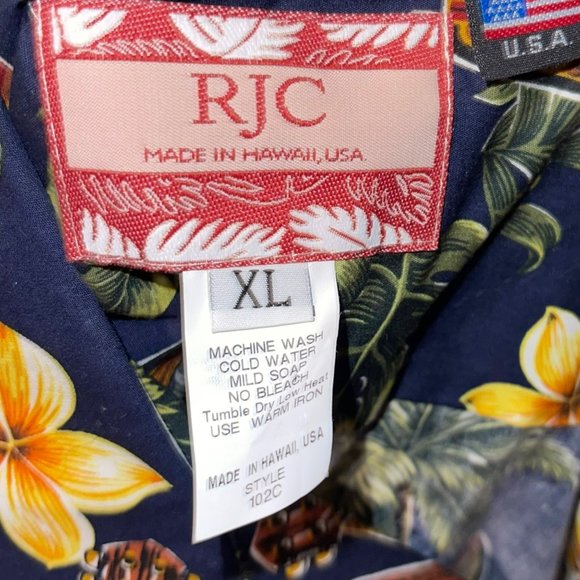 U.S.A.
RJC
MADE IN HAWAII, USA.
XL
MACHINE WASH
COLD WATER
MILD SOAP
NO BLEACH
Tumble Dry Low Heat
USE WARM IRON
MADE IN HAWAII, USA
STYLE
102C